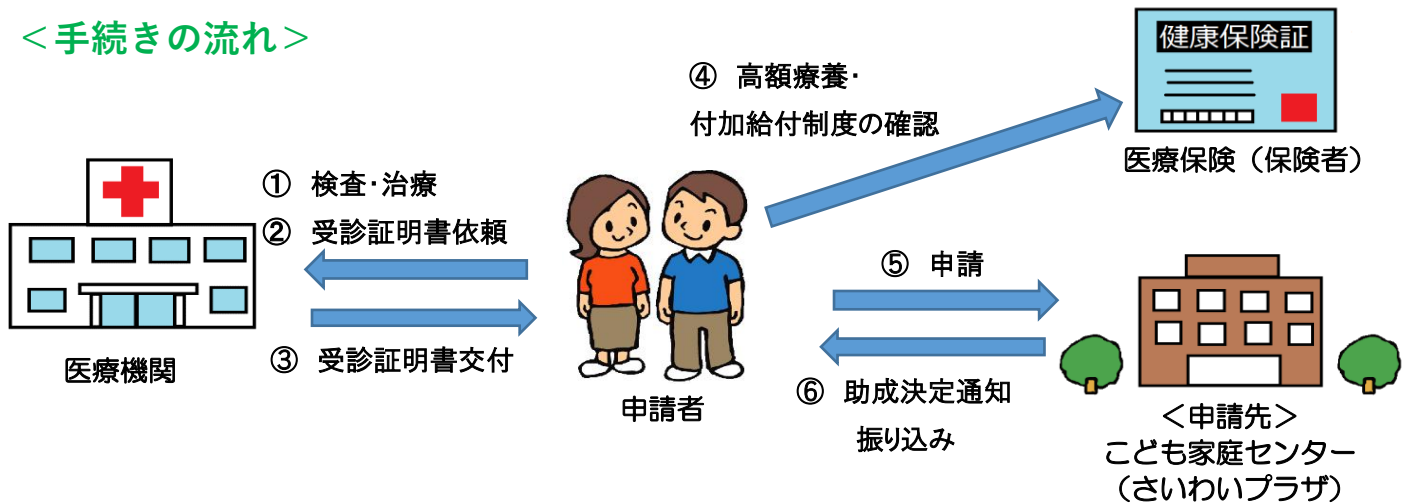 ＜手続きの流れ＞
① 検査・治療
② 受診証明書依頼
③ 受診証明書交付
医療機関
申請者
④ 高額療養・
付加給付制度の確認
健康保険証
医療保険（保険者）
⑤ 申請
⑥ 助成決定通知
振り込み
＜申請先＞
こども家庭センター
（さいわいプラザ）